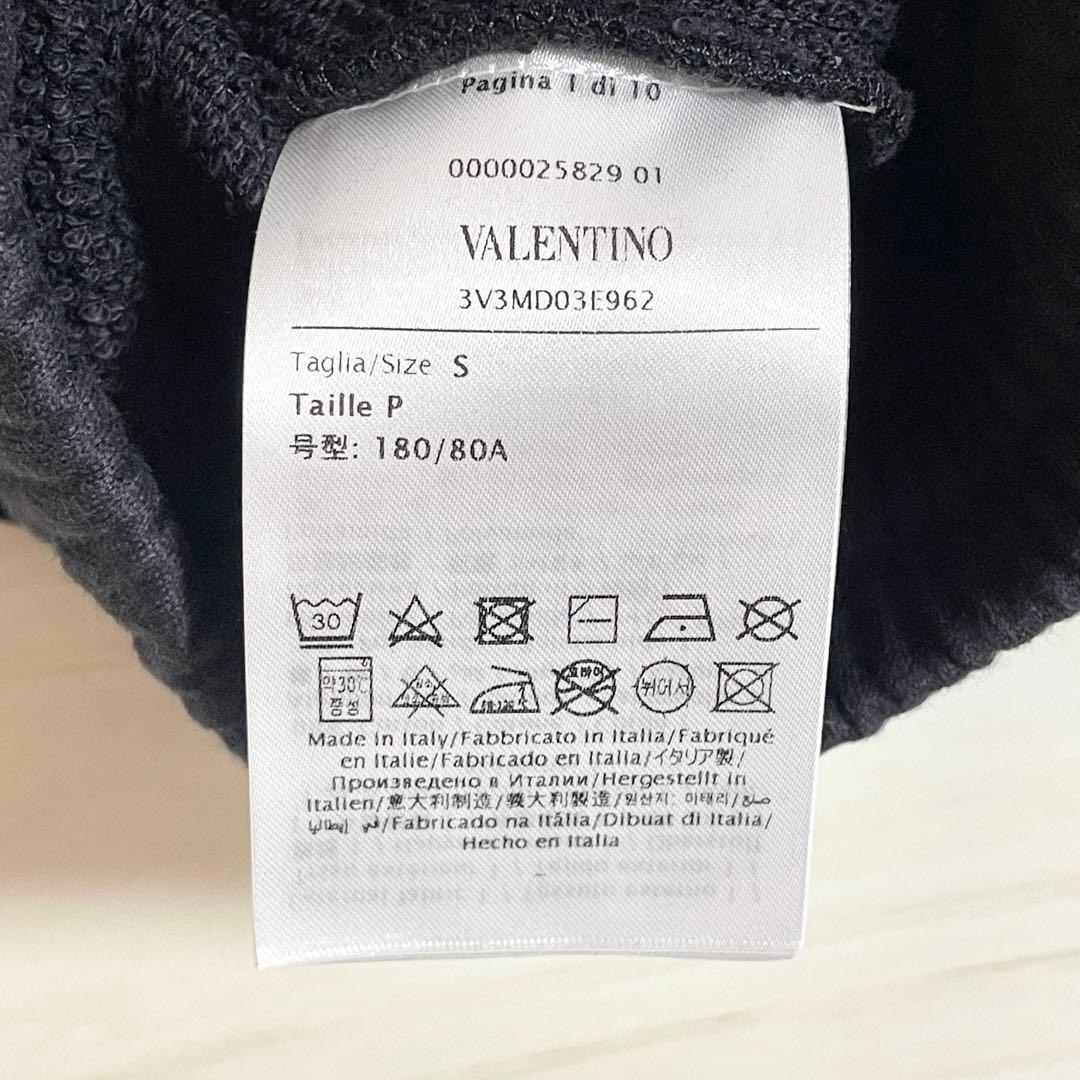 Pagina 1 di 10
0000025829 01
VALENTINO
3V3MD03E962
Taglia/Size S
Taille P
号型: 180/80A
30
약30℃
중성
Made in Italy/Fabbricato in Italia/Fabriqué
en Italie/Fabricado en Italia/イタリア製/
Произведено в Италии/Hergestellt in
Italien/意大利制造/義大利製造/원산지: 이태리/صنع
في إيطاليا/Fabricado na Itália/Dibuat di Italia/
Hecho en Italia